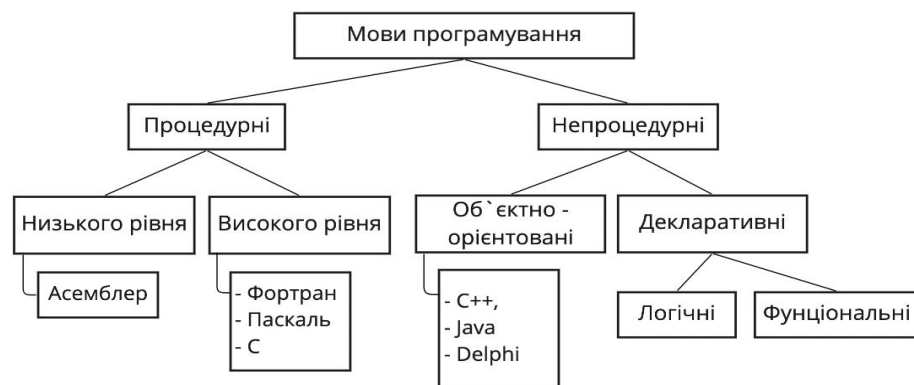 Мови програмування
Процедурні
Непроцедурні
Низького рівня
Високого рівня
Об`єктно -
орієнтовані
Декларативні
Асемблер
- Фортран
- Паскаль
- С
- С++,
- Java
- Delphi
Логічні
Фунціональні